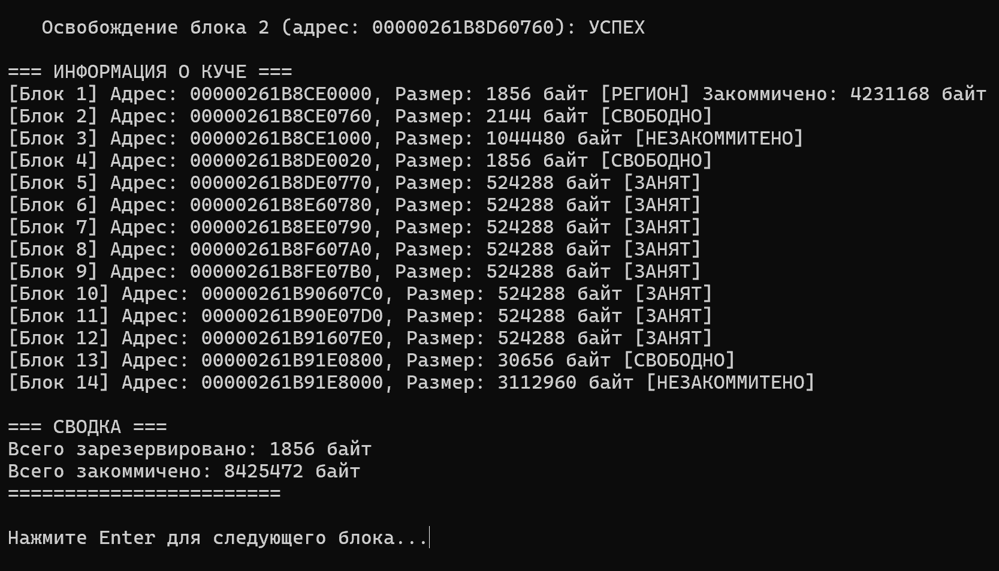 Освобождение блока 2 (адрес: 00000261B8D60760): УСПЕХ
=== ИНФОРМАЦИЯ О КУЧЕ ===
[Блок 1] Адрес: 00000261B8CE0000, Размер: 1856 байт [РЕГИОН] Закоммичено: 4231168 байт
[Блок 2] Адрес: 00000261B8CE0760, Размер: 2144 байт [СВОБОДНО]
[Блок 3] Адрес: 00000261B8CE1000, Размер: 1044480 байт [НЕЗАКОММИТЕНО]
[Блок 4] Адрес: 00000261B8DE0020, Размер: 1856 байт [СВОБОДНО]
[Блок 5] Адрес: 00000261B8DE0770, Размер: 524288 байт [ЗАНЯТ]
[Блок 6] Адрес: 00000261B8E60780, Размер: 524288 байт [ЗАНЯТ]
[Блок 7] Адрес: 00000261B8EE0790, Размер: 524288 байт [ЗАНЯТ]
[Блок 8] Адрес: 00000261B8F607A0, Размер: 524288 байт [ЗАНЯТ]
[Блок 9] Адрес: 00000261B8FE07B0, Размер: 524288 байт [ЗАНЯТ]
[Блок 10] Адрес: 00000261B90607C0, Размер: 524288 байт [ЗАНЯТ]
[Блок 11] Адрес: 00000261B90E07D0, Размер: 524288 байт [ЗАНЯТ]
[Блок 12] Адрес: 00000261B91607E0, Размер: 524288 байт [ЗАНЯТ]
[Блок 13] Адрес: 00000261B91E0800, Размер: 30656 байт [СВОБОДНО]
[Блок 14] Адрес: 00000261B91E8000, Размер: 3112960 байт [НЕЗАКОММИТЕНО]
=== СВОДКА ===
Всего зарезервировано: 1856 байт
Всего закоммичено: 8425472 байт
========================
Нажмите Enter для следующего блока...